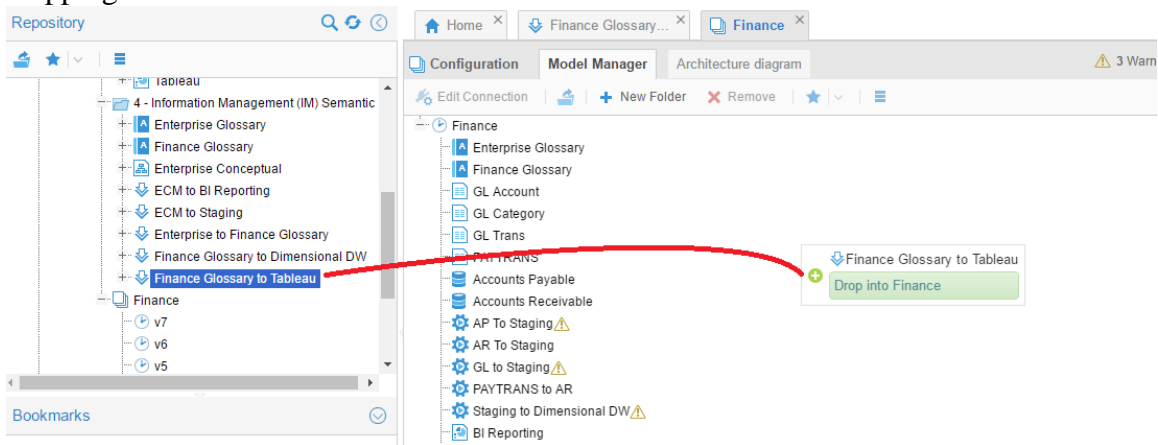 Repository
Tableau
4 - Information Management (IM) Semantic
Enterprise Glossary
Finance Glossary
Enterprise Conceptual
ECM to BI Reporting
ECM to Staging
Enterprise to Finance Glossary
Finance Glossary to Dimensional DW
Finance Glossary to Tableau
Finance
v7
v6
v5
Bookmarks
Home
Finance Glossary...
Finance
Configuration Model Manager Architecture diagram
3 Warn
Edit Connection New Folder Remove
Finance
Enterprise Glossary
Finance Glossary
GL Account
GL Category
GL Trans
PAYTRANS
Accounts Payable
Accounts Receivable
AP To Staging
AR To Staging
GL to Staging
PAYTRANS to AR
Staging to Dimensional DW
BI Reporting
Finance Glossary to Tableau
Drop into Finance